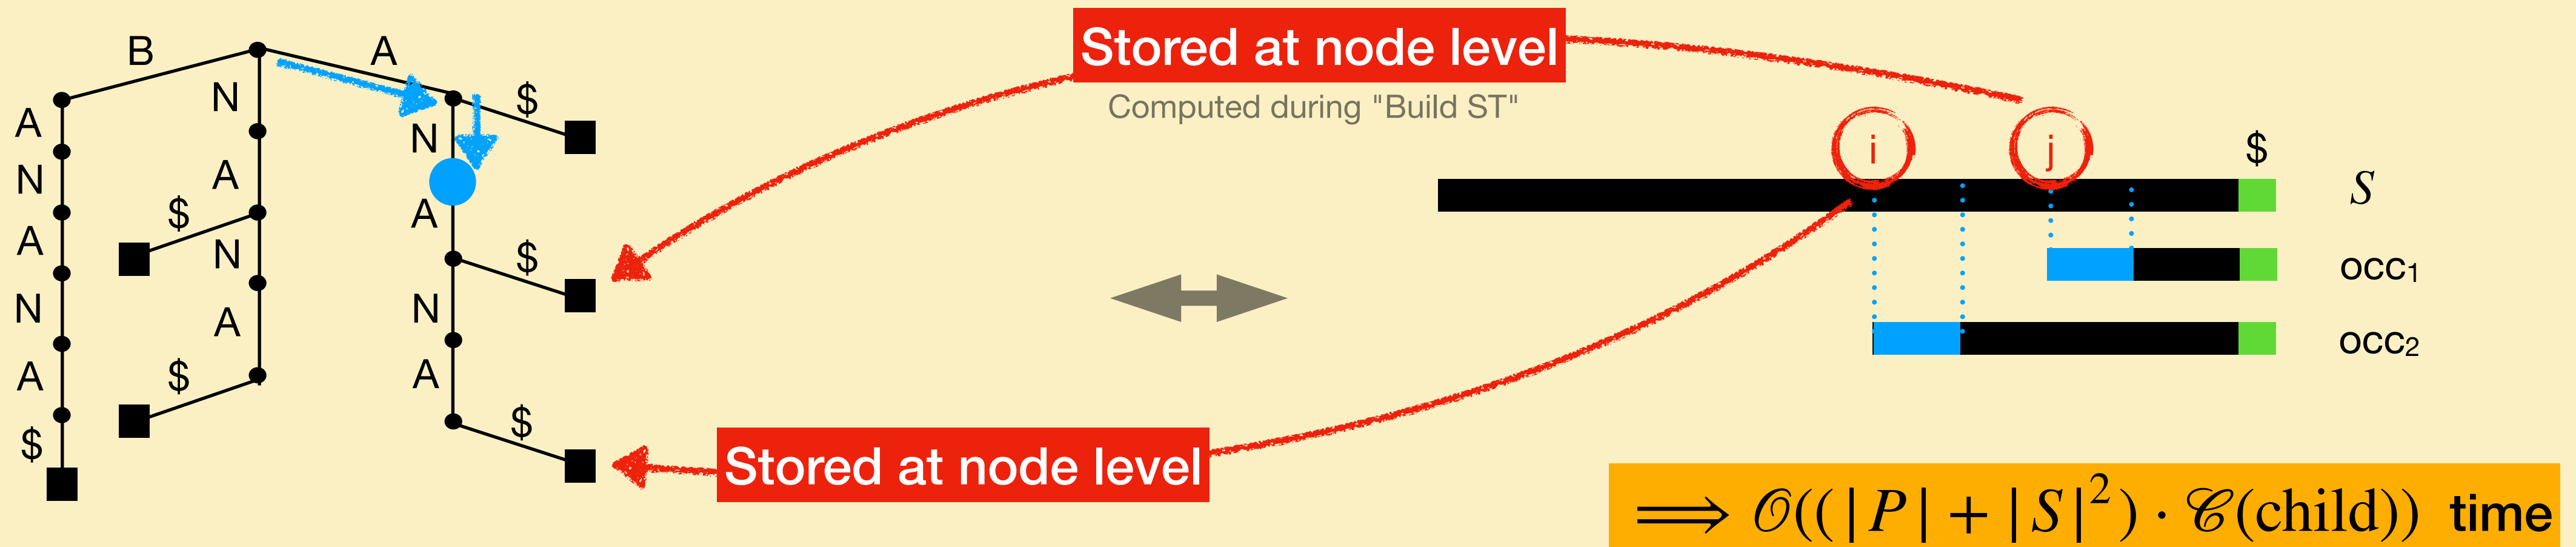 B
A
N
A
N
A
$
N
A
$
N
A
$
A
$
N
A
$
N
A
$
Stored at node level
Computed during "Build ST"
i
j
$
S
occ₁
occ₂
Stored at node level
⟹ 𝒪((|P| + |S|²) · 𝒞(child)) time